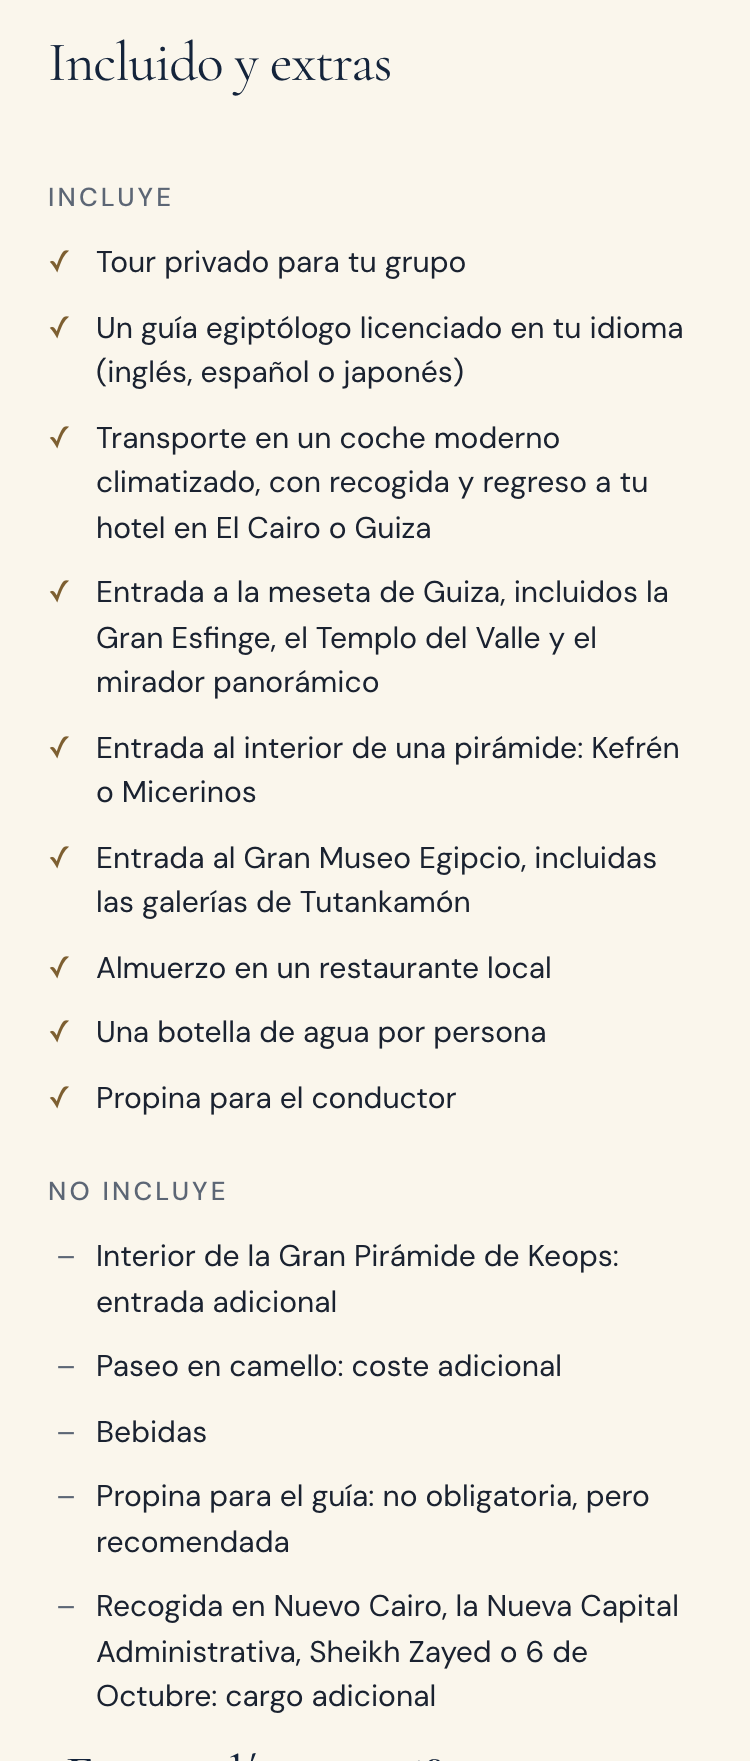 Incluido y extras
INCLUYE
✓ Tour privado para tu grupo
✓ Un guía egiptólogo licenciado en tu idioma
(inglés, español o japonés)
✓ Transporte en un coche moderno
climatizado, con recogida y regreso a tu
hotel en El Cairo o Guiza
✓ Entrada a la meseta de Guiza, incluidos la
Gran Esfinge, el Templo del Valle y el
mirador panorámico
✓ Entrada al interior de una pirámide: Kefrén
o Micerinos
✓ Entrada al Gran Museo Egipcio, incluidas
las galerías de Tutankamón
✓ Almuerzo en un restaurante local
✓ Una botella de agua por persona
✓ Propina para el conductor
NO INCLUYE
– Interior de la Gran Pirámide de Keops:
entrada adicional
– Paseo en camello: coste adicional
– Bebidas
– Propina para el guía: no obligatoria, pero
recomendada
– Recogida en Nuevo Cairo, la Nueva Capital
Administrativa, Sheikh Zayed o 6 de
Octubre: cargo adicional